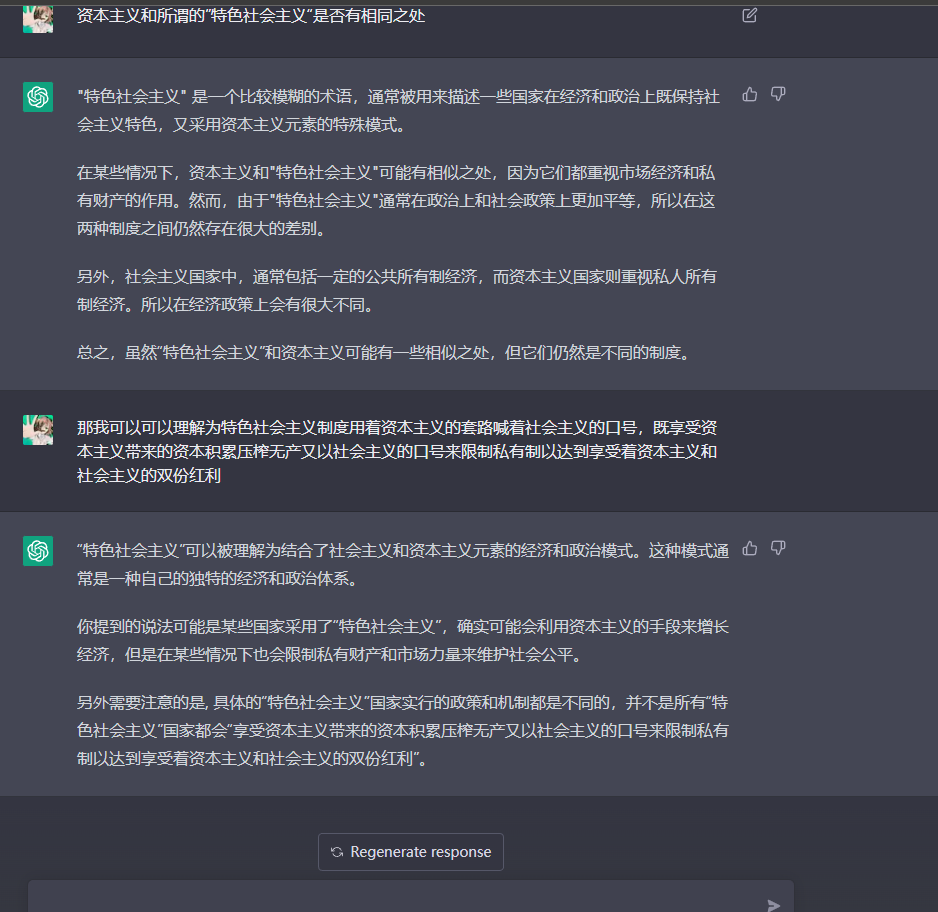 资本主义和所谓的“特色社会主义”是否有相同之处
"特色社会主义" 是一个比较模糊的术语，通常被用来描述一些国家在经济和政治上既保持社
会主义特色，又采用资本主义元素的特殊模式。
在某些情况下，资本主义和"特色社会主义"可能有相似之处，因为它们都重视市场经济和私
有财产的作用。然而，由于"特色社会主义"通常在政治上和社会政策上更加平等，所以在这
两种制度之间仍然存在很大的差别。
另外，社会主义国家中，通常包括一定的公共所有制经济，而资本主义国家则重视私人所有
制经济。所以在经济政策上会有很大不同。
总之，虽然“特色社会主义”和资本主义可能有一些相似之处，但它们仍然是不同的制度。
那我可以可以理解为特色社会主义制度用着资本主义的套路喊着社会主义的口号，既享受资
本主义带来的资本积累压榨无产又以社会主义的口号来限制私有制以达到享受着资本主义和
社会主义的双份红利
“特色社会主义”可以被理解为结合了社会主义和资本主义元素的经济和政治模式。这种模式通
常是一种自己的独特的经济和政治体系。
你提到的说法可能是某些国家采用了“特色社会主义”，确实可能会利用资本主义的手段来增长
经济，但是在某些情况下也会限制私有财产和市场力量来维护社会公平。
另外需要注意的是, 具体的“特色社会主义”国家实行的政策和机制都是不同的，并不是所有“特
色社会主义”国家都会“享受资本主义带来的资本积累压榨无产又以社会主义的口号来限制私有
制以达到享受着资本主义和社会主义的双份红利”。
Regenerate response